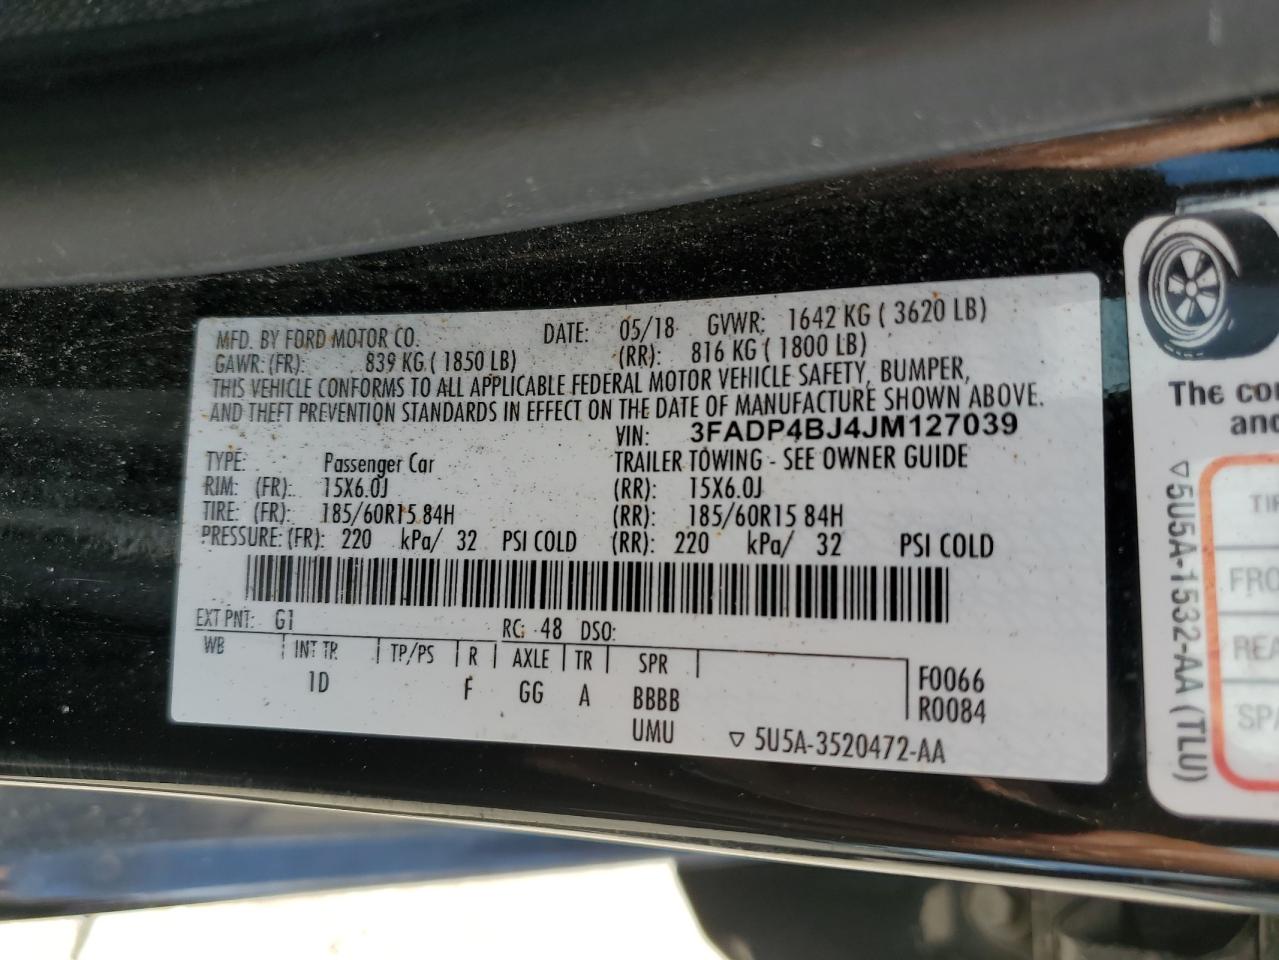 MFD. BY FORD MOTOR CO. DATE: 05/18 GVWR: 1642 KG ( 3620 LB)
GAWR: (FR): 839 KG ( 1850 LB) (RR): 816 KG ( 1800 LB)
THIS VEHICLE CONFORMS TO ALL APPLICABLE FEDERAL MOTOR VEHICLE SAFETY, BUMPER,
AND THEFT PREVENTION STANDARDS IN EFFECT ON THE DATE OF MANUFACTURE SHOWN ABOVE.
VIN: 3FADP4BJ4JM127039
TYPE: Passenger Car TRAILER TOWING - SEE OWNER GUIDE
RIM: (FR): 15X6.0J (RR): 15X6.0J
TIRE: (FR): 185/60R15 84H (RR): 185/60R15 84H
PRESSURE: (FR): 220 kPa/ 32 PSI COLD (RR): 220 kPa/ 32 PSI COLD
EXT PNT: G1 RC: 48 DSO:
WB INT TR TP/PS R AXLE TR SPR
1D F GG A BBBB
UMU
F0066
R0084
▽ 5U5A-3520472-AA
The co
and
▽ 5U5A-1532-AA (TLU)
TI
FRO
REA
SPA